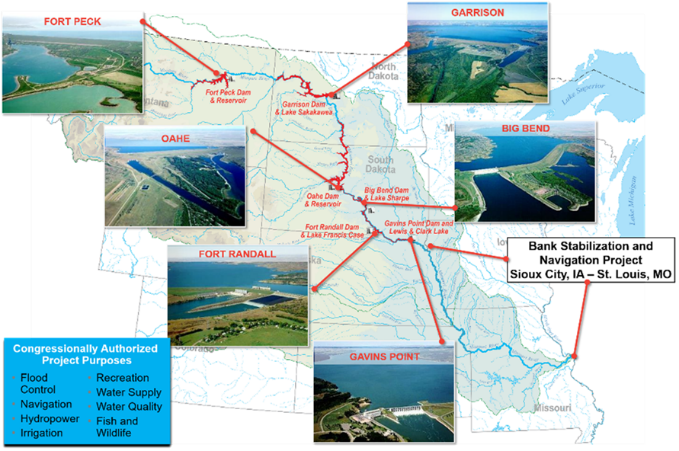 FORT PECK
GARRISON
North
Dakota
Fort Peck Dam
& Reservoir
Garrison Dam
& Lake Sakakawea
Lake Superior
OAHE
BIG BEND
South
Dakota
Lake Michigan
Oahe Dam
& Reservoir
Big Bend Dam
& Lake Sharpe
Fort Randall Dam
& Lake Francis Case
Gavins Point Dam and
Lewis & Clark Lake
FORT RANDALL
Bank Stabilization and
Navigation Project
Sioux City, IA – St. Louis, MO
GAVINS POINT
Congressionally Authorized
Project Purposes
Flood
Control
Navigation
Hydropower
Irrigation
Recreation
Water Supply
Water Quality
Fish and
Wildlife
Missouri